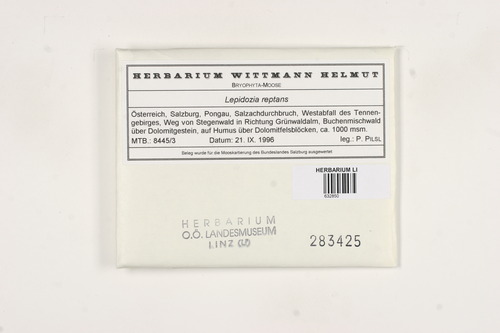 HERBARIUM WITTMANN HELMUT
BRYOPHYTA-MOOSE
Lepidozia reptans
Österreich, Salzburg, Pongau, Salzachdurchbruch, Westabfall des Tennen-
gebirges, Weg von Stegenwald in Richtung Grünwaldalm, Buchenmischwald
über Dolomitgestein, auf Humus über Dolomitfelsblöcken, ca. 1000 msm.
MTB.: 8445/3 Datum: 21. IX. 1996 leg.: P. PILSL
Beleg wurde für die Mooskartierung des Bundeslandes Salzburg ausgewertet.
HERBARIUM LI
632950
HERBARIUM
O.Ö. LANDESMUSEUM
LINZ (LI)
283425